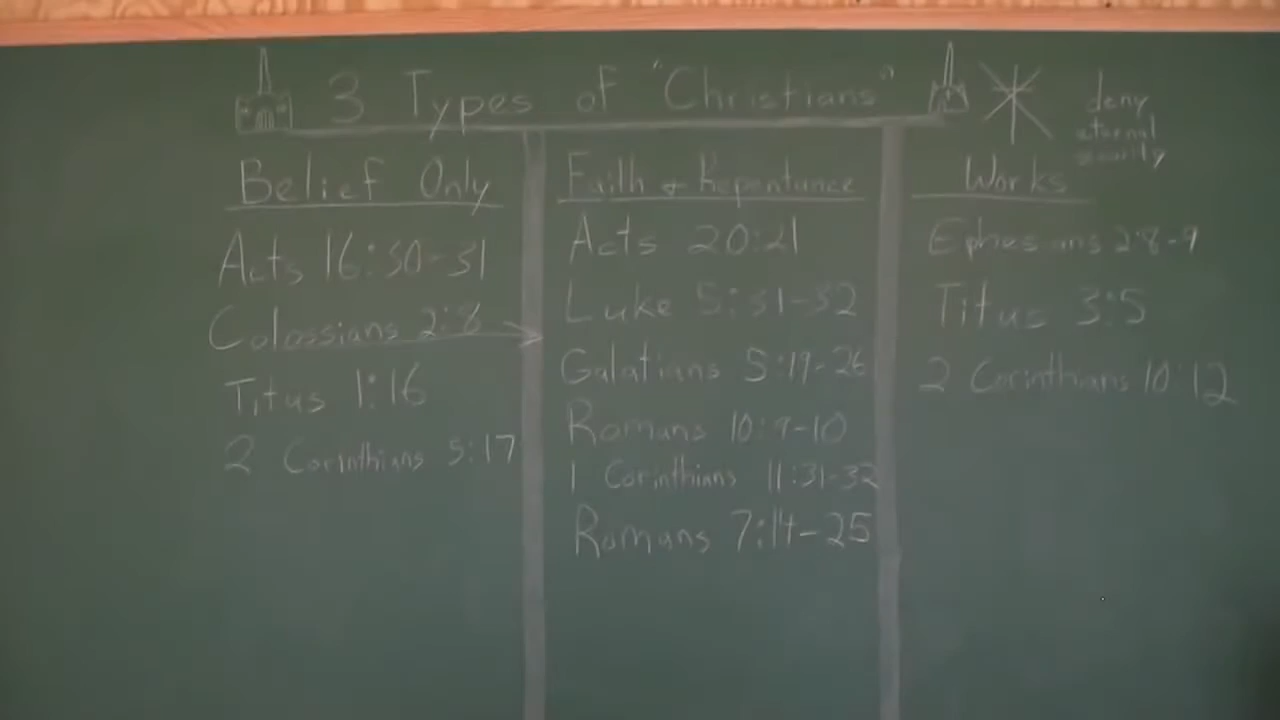 3 Types of "Christians"
deny
eternal
security
Belief Only
Acts 16:30-31
Colossians 2:8
Titus 1:16
2 Corinthians 5:17
Faith & Repentance
Acts 20:21
Luke 5:31-32
Galatians 5:19-26
Romans 10:9-10
1 Corinthians 11:31-32
Romans 7:14-25
Works
Ephesians 2:8-9
Titus 3:5
2 Corinthians 10:12